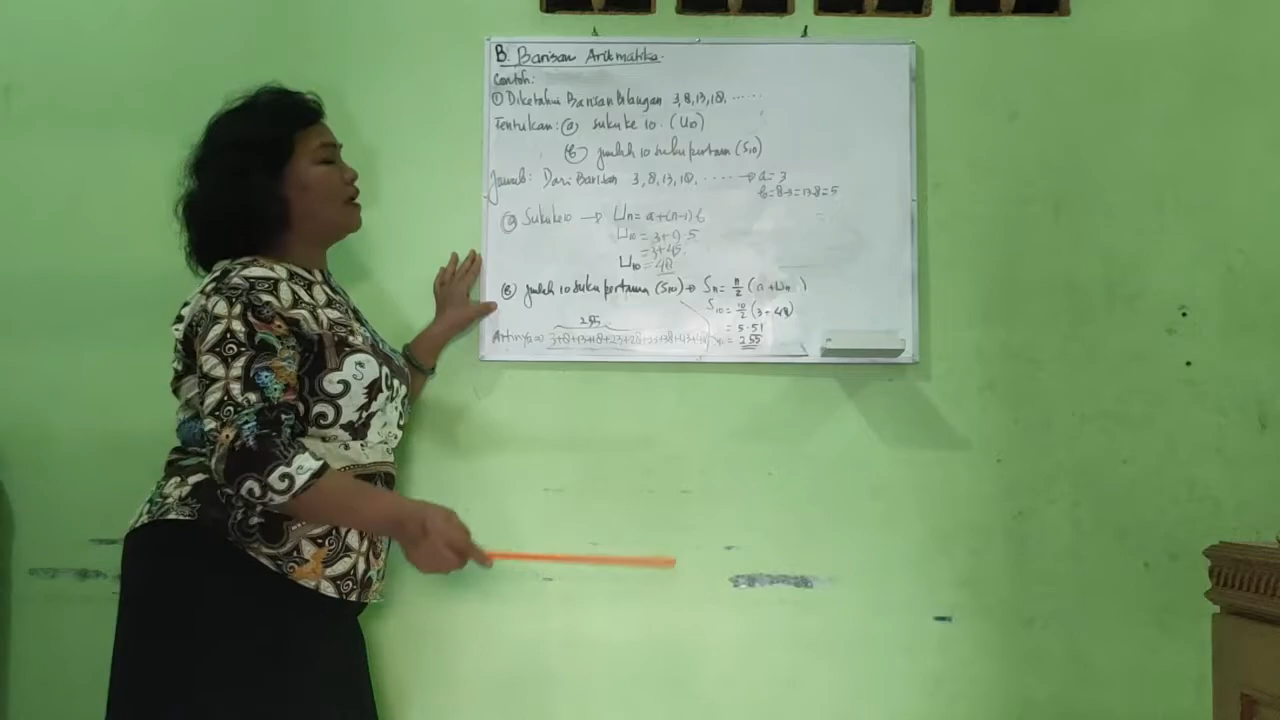 B. Barisan Aritmatika.
Contoh:
① Diketahui Barisan Bilangan 3, 8, 13, 18, ......
Tentukan: ⓐ suku ke 10. (U10)
ⓑ jumlah 10 suku pertama (S10)
Jawab: Dari Barisan 3, 8, 13, 18, ..... → a = 3
b = 8-3 = 13-8 = 5
ⓐ Suku ke 10 → Un = a + (n-1) b
U10 = 3 + 9 . 5
= 3 + 45.
U10 = 48
ⓑ jumlah 10 suku pertama (S10) → Sn = n/2 (a + Un)
S10 = 10/2 (3 + 48)
= 5 . 51
= 255
255
Artinya => 3+8+13+18+23+28+33+38+43+48